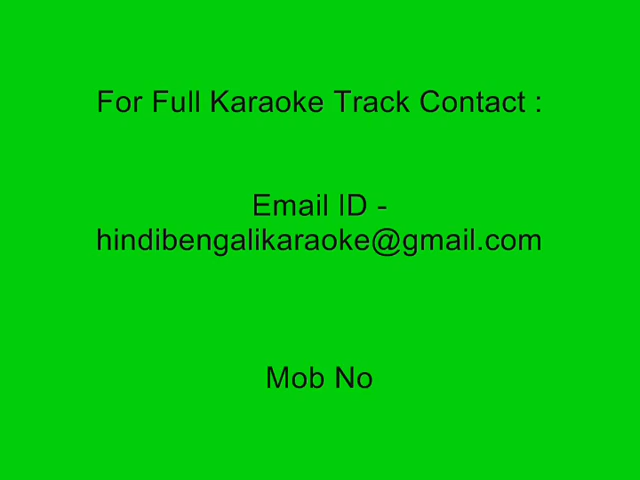 For Full Karaoke Track Contact :
Email ID -
hindibengalikaraoke@gmail.com
Mob No